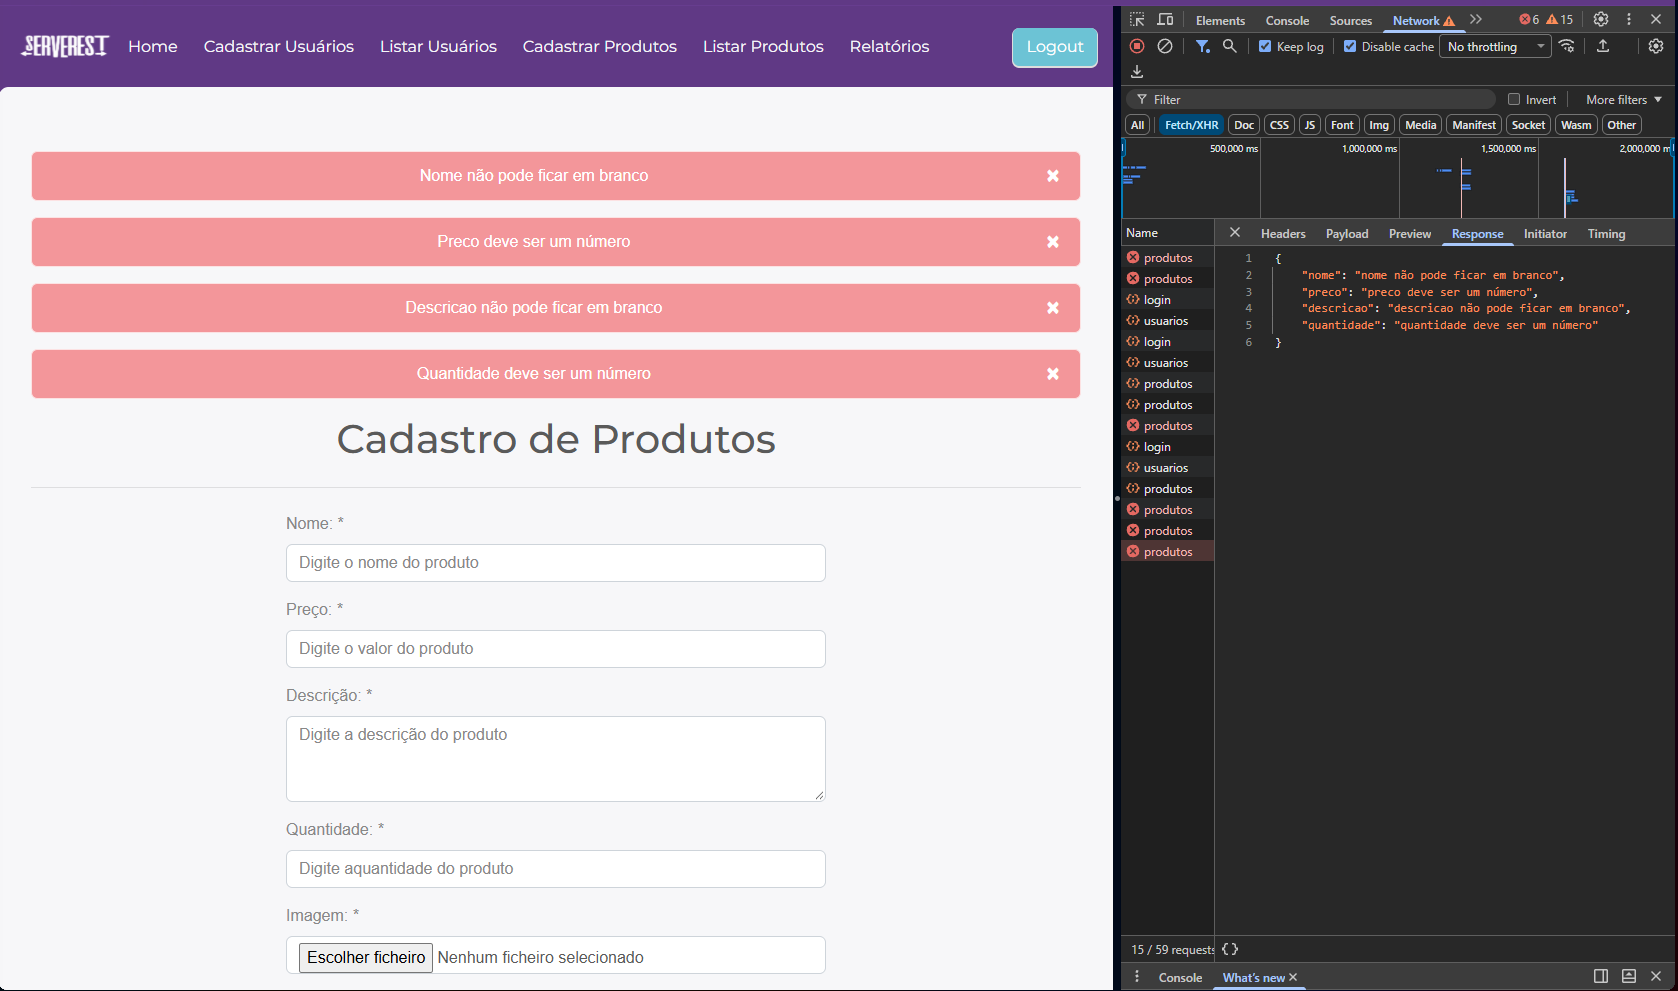 SERVEREST Home Cadastrar Usuários Listar Usuários Cadastrar Produtos Listar Produtos Relatórios Logout
Nome não pode ficar em branco
Preco deve ser um número
Descricao não pode ficar em branco
Quantidade deve ser um número
Cadastro de Produtos
Nome: *
Digite o nome do produto
Preço: *
Digite o valor do produto
Descrição: *
Digite a descrição do produto
Quantidade: *
Digite aquantidade do produto
Imagem: *
Escolher ficheiro Nenhum ficheiro selecionado
Elements Console Sources Network 6 15
Keep log Disable cache No throttling
Filter Invert More filters
All Fetch/XHR Doc CSS JS Font Img Media Manifest Socket Wasm Other
500,000 ms 1,000,000 ms 1,500,000 ms 2,000,000 m
Name Headers Payload Preview Response Initiator Timing
produtos
produtos
login
usuarios
login
usuarios
produtos
produtos
produtos
login
usuarios
produtos
produtos
produtos
produtos
1 {
2 "nome": "nome não pode ficar em branco",
3 "preco": "preco deve ser um número",
4 "descricao": "descricao não pode ficar em branco",
5 "quantidade": "quantidade deve ser um número"
6 }
15 / 59 requests {}
Console What's new